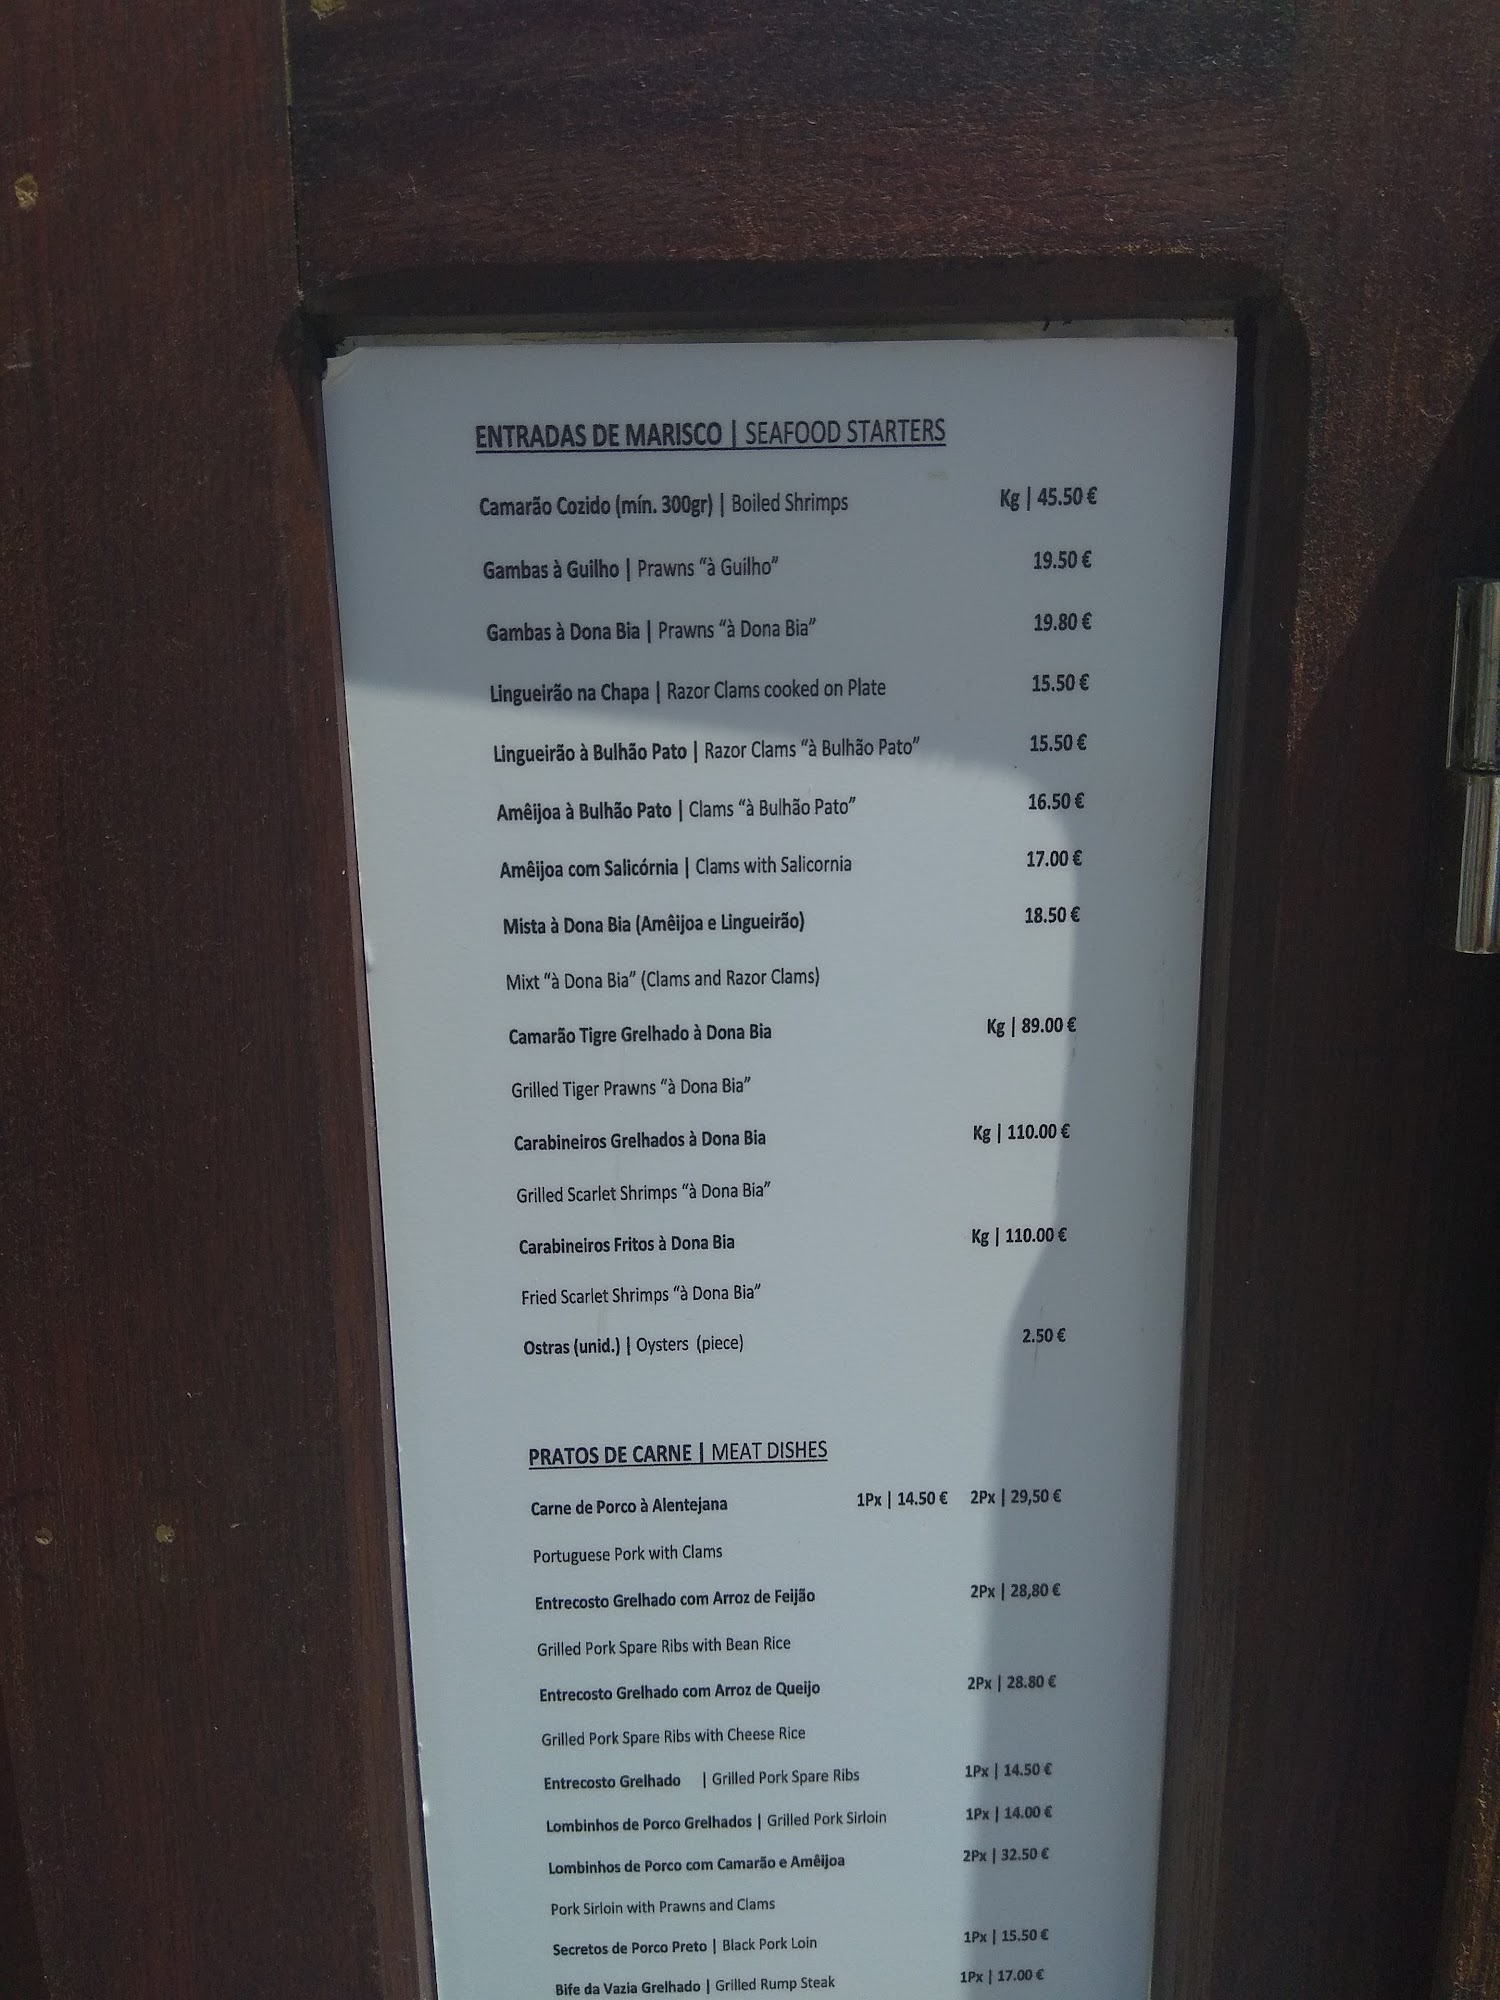 ENTRADAS DE MARISCO | SEAFOOD STARTERS
Camarão Cozido (mín. 300gr) | Boiled Shrimps Kg | 45.50 €
Gambas à Guilho | Prawns “à Guilho” 19.50 €
Gambas à Dona Bia | Prawns “à Dona Bia” 19.80 €
Lingueirão na Chapa | Razor Clams cooked on Plate 15.50 €
Lingueirão à Bulhão Pato | Razor Clams “à Bulhão Pato” 15.50 €
Amêijoa à Bulhão Pato | Clams “à Bulhão Pato” 16.50 €
Amêijoa com Salicórnia | Clams with Salicornia 17.00 €
Mista à Dona Bia (Amêijoa e Lingueirão) 18.50 €
Mixt “à Dona Bia” (Clams and Razor Clams)
Camarão Tigre Grelhado à Dona Bia Kg | 89.00 €
Grilled Tiger Prawns “à Dona Bia”
Carabineiros Grelhados à Dona Bia Kg | 110.00 €
Grilled Scarlet Shrimps “à Dona Bia”
Carabineiros Fritos à Dona Bia Kg | 110.00 €
Fried Scarlet Shrimps “à Dona Bia”
Ostras (unid.) | Oysters (piece) 2.50 €
PRATOS DE CARNE | MEAT DISHES
Carne de Porco à Alentejana 1Px | 14.50 € 2Px | 29,50 €
Portuguese Pork with Clams
Entrecosto Grelhado com Arroz de Feijão 2Px | 28,80 €
Grilled Pork Spare Ribs with Bean Rice
Entrecosto Grelhado com Arroz de Queijo 2Px | 28.80 €
Grilled Pork Spare Ribs with Cheese Rice
Entrecosto Grelhado | Grilled Pork Spare Ribs 1Px | 14.50 €
Lombinhos de Porco Grelhados | Grilled Pork Sirloin 1Px | 14.00 €
Lombinhos de Porco com Camarão e Amêijoa 2Px | 32.50 €
Pork Sirloin with Prawns and Clams
Secretos de Porco Preto | Black Pork Loin 1Px | 15.50 €
Bife da Vazia Grelhado | Grilled Rump Steak 1Px | 17.00 €